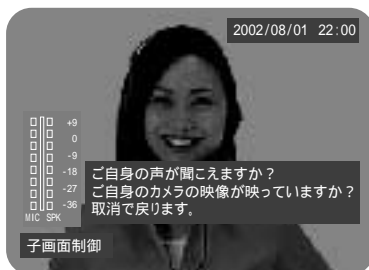 2002/08/01 22:00
+9
0
-9
-18
-27
-36
MIC SPK
ご自身の声が聞こえますか？
ご自身のカメラの映像が映っていますか？
取消で戻ります。
子画面制御